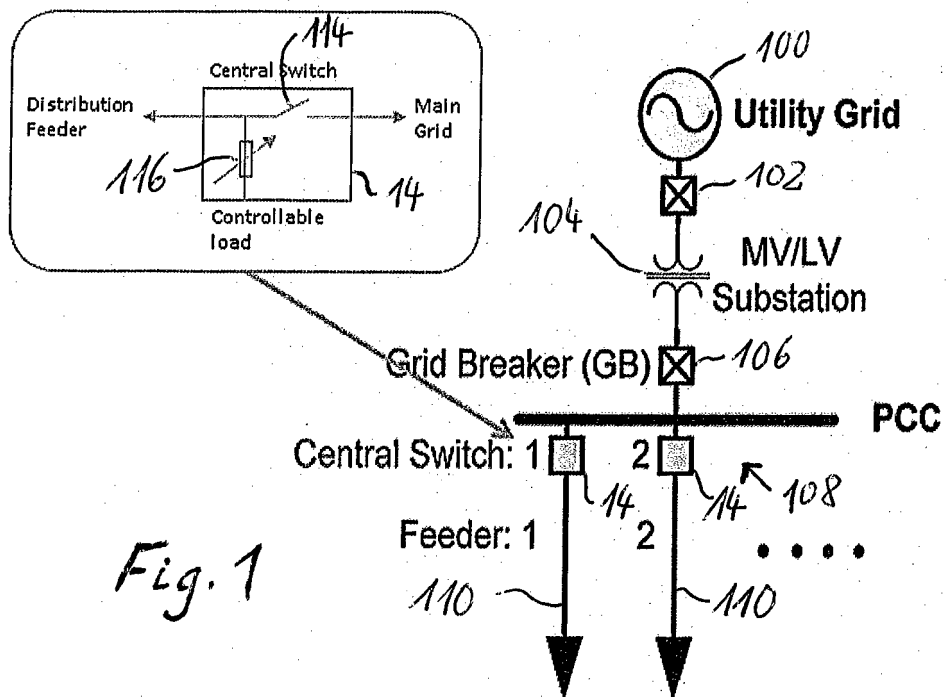 114
Central Switch
Distribution
Feeder
Main
Grid
116
14
Controllable
load
100
Utility Grid
102
104
MV/LV
Substation
Grid Breaker (GB)
106
PCC
Central Switch: 1
2
14
14
108
Feeder: 1
2
110
110
Fig. 1